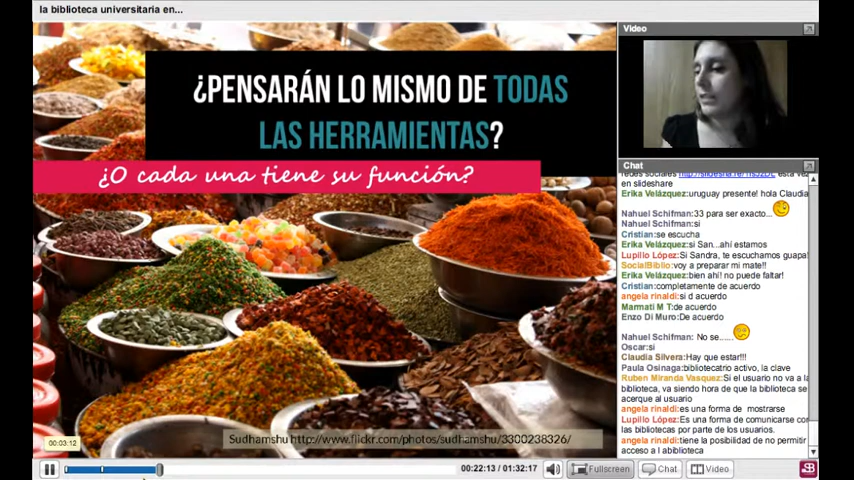 la biblioteca universitaria en...
¿PENSARÁN LO MISMO DE TODAS
LAS HERRAMIENTAS?
¿O cada una tiene su función?
Sudhamshu http://www.flickr.com/photos/sudhamshu/3300238326/
00:03:12
00:22:13 / 01:32:17
Fullscreen
Chat
Video
Video
Chat
en slideshare
Erika Velázquez:uruguay presente! hola Claudia
Nahuel Schifman: 33 para ser exacto...
Nahuel Schifman:si
Cristian:se escucha
Erika Velázquez:si San...ahí estamos
Lupillo López:Si Sandra, te escuchamos guapa!
SocialBiblio:voy a preparar mi mate!!
Erika Velázquez:bien ahi! no puede faltar!
Cristian:completamente de acuerdo
angela rinaldi:si d acuerdo
Marmati M T:de acuerdo
Enzo Di Muro:De acuerdo
Nahuel Schifman: No se......
Oscar:si
Claudia Silvera:Hay que estar!!!
Paula Osinaga:bibliotecatrio activo, la clave
Ruben Miranda Vasquez:Si el usuario no va a la
biblioteca, va siendo hora de que la biblioteca se
acerque al usuario
angela rinaldi:es una forma de mostrarse
Lupillo López:Es una forma de comunicarse con
las bibliotecas por parte de los usuarios.
angela rinaldi:tiene la posibilidad de no permitir
acceso a l abiblioteca